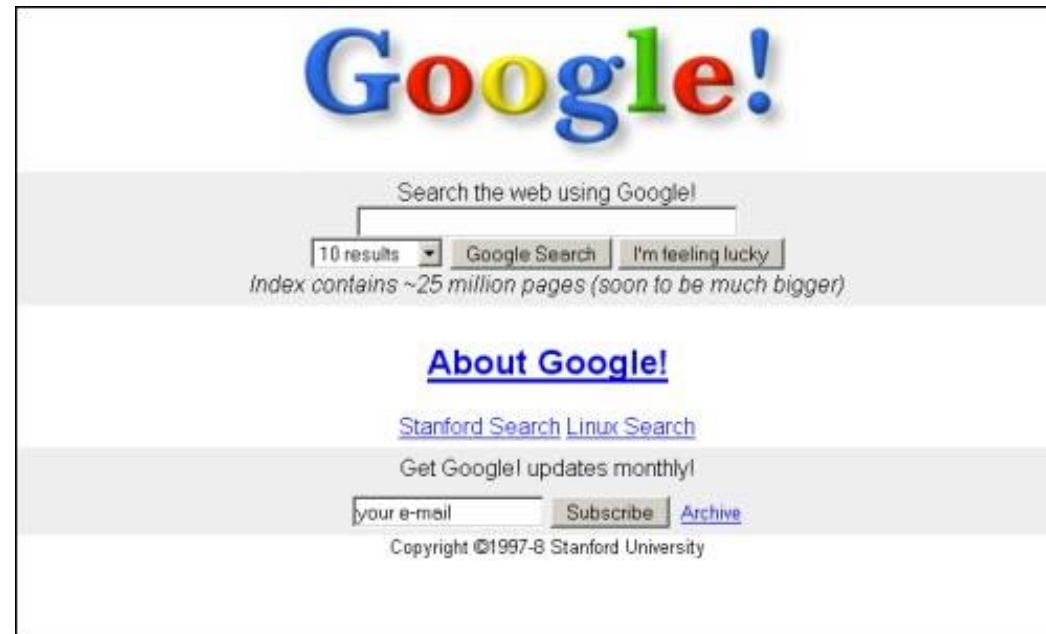 Google!
Search the web using Google!
10 results Google Search I'm feeling lucky
Index contains ~25 million pages (soon to be much bigger)
About Google!
Stanford Search Linux Search
Get Google! updates monthly!
your e-mail Subscribe Archive
Copyright ©1997-8 Stanford University